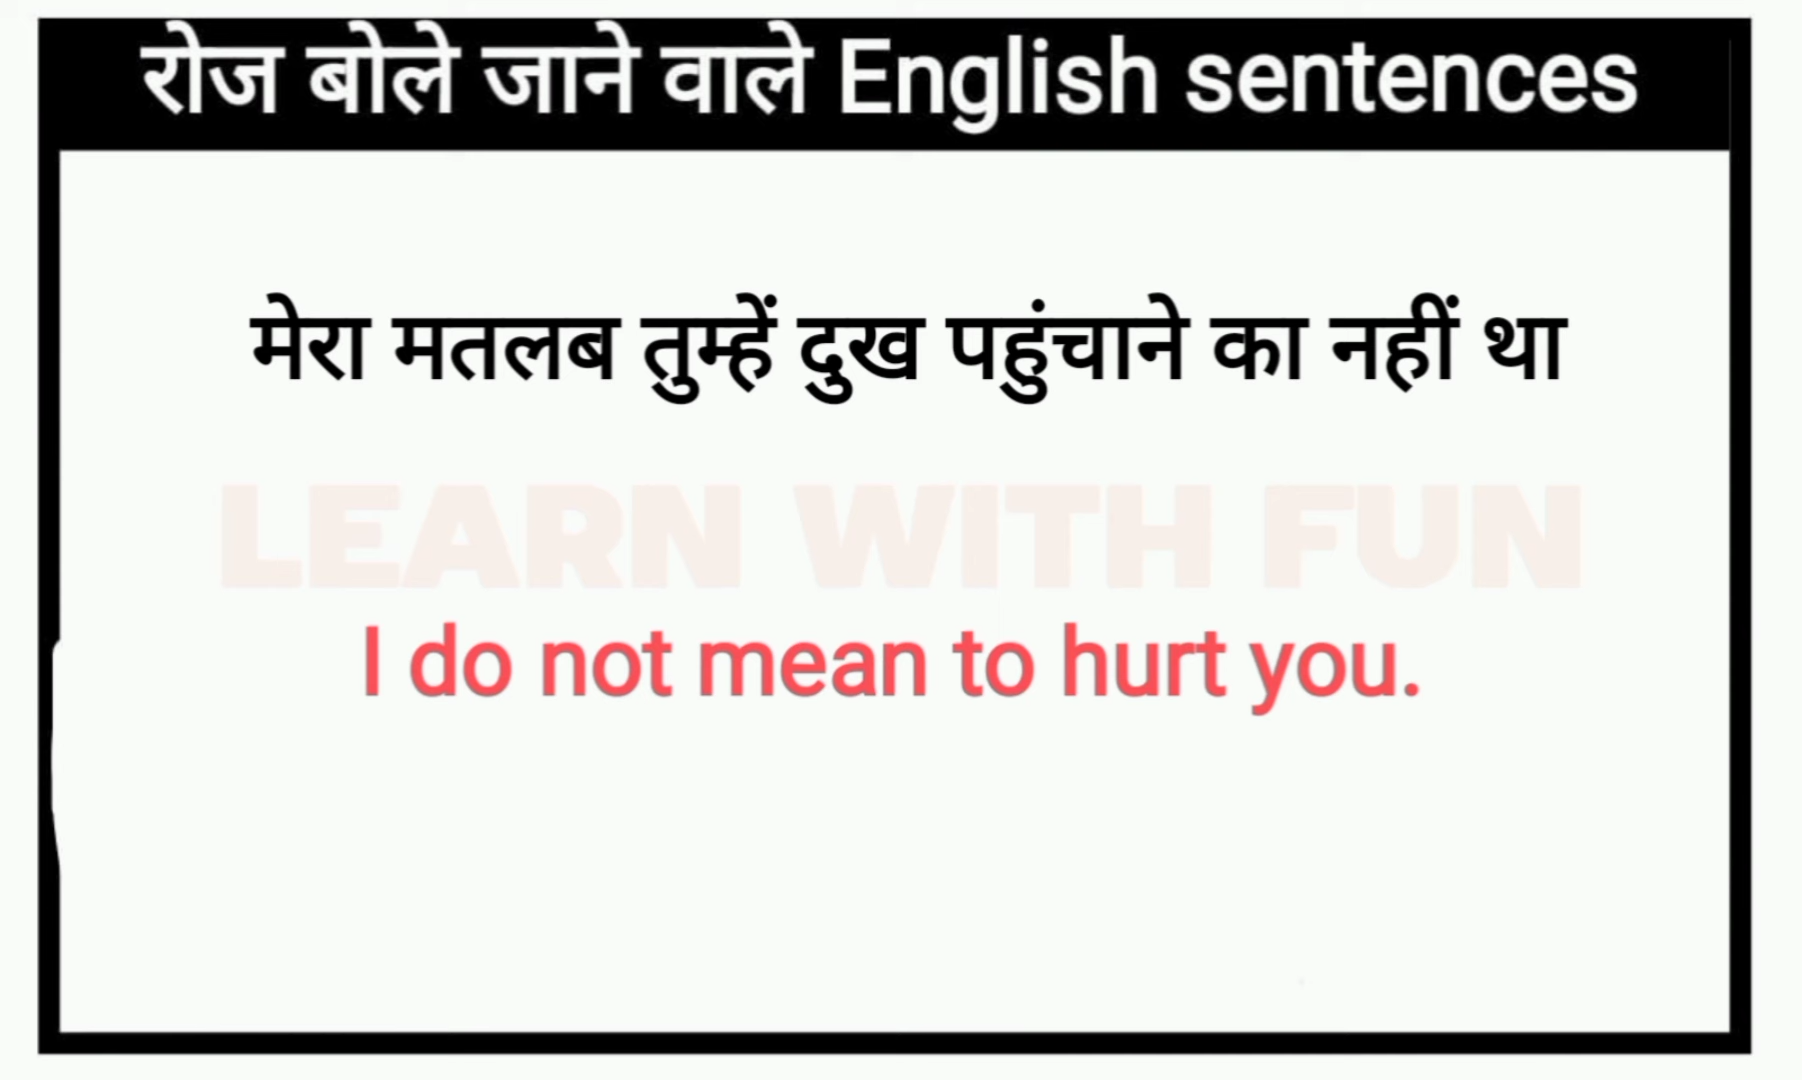 रोज बोले जाने वाले English sentences
मेरा मतलब तुम्हें दुख पहुंचाने का नहीं था
LEARN WITH FUN
I do not mean to hurt you.